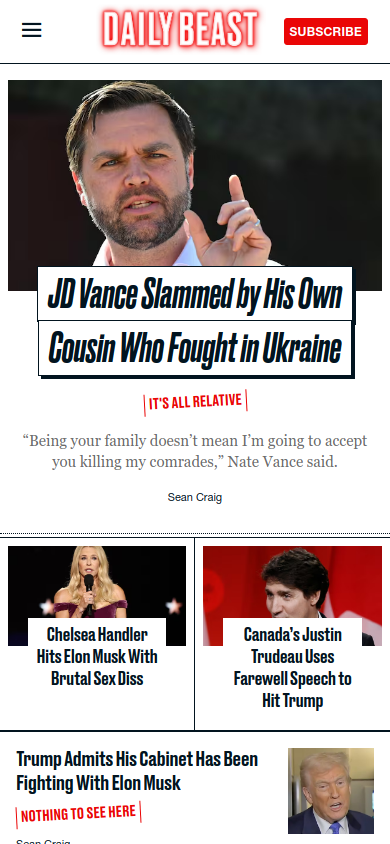 DAILY BEAST
SUBSCRIBE
JD Vance Slammed by His Own
Cousin Who Fought in Ukraine
IT'S ALL RELATIVE
“Being your family doesn’t mean I’m going to accept
you killing my comrades,” Nate Vance said.
Sean Craig
Chelsea Handler
Hits Elon Musk With
Brutal Sex Diss
Canada’s Justin
Trudeau Uses
Farewell Speech to
Hit Trump
Trump Admits His Cabinet Has Been
Fighting With Elon Musk
NOTHING TO SEE HERE
Sean Craig